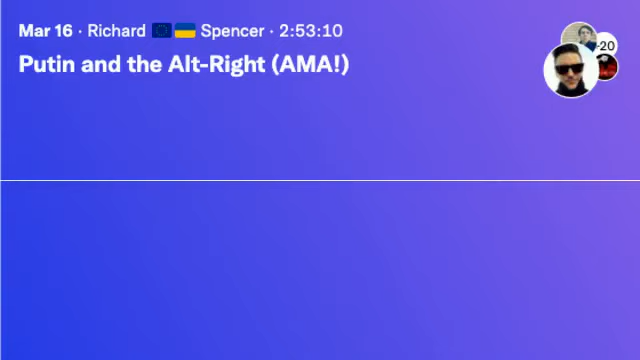 Mar 16 · Richard 🇪🇺🇺🇦 Spencer · 2:53:10
Putin and the Alt-Right (AMA!)
+20